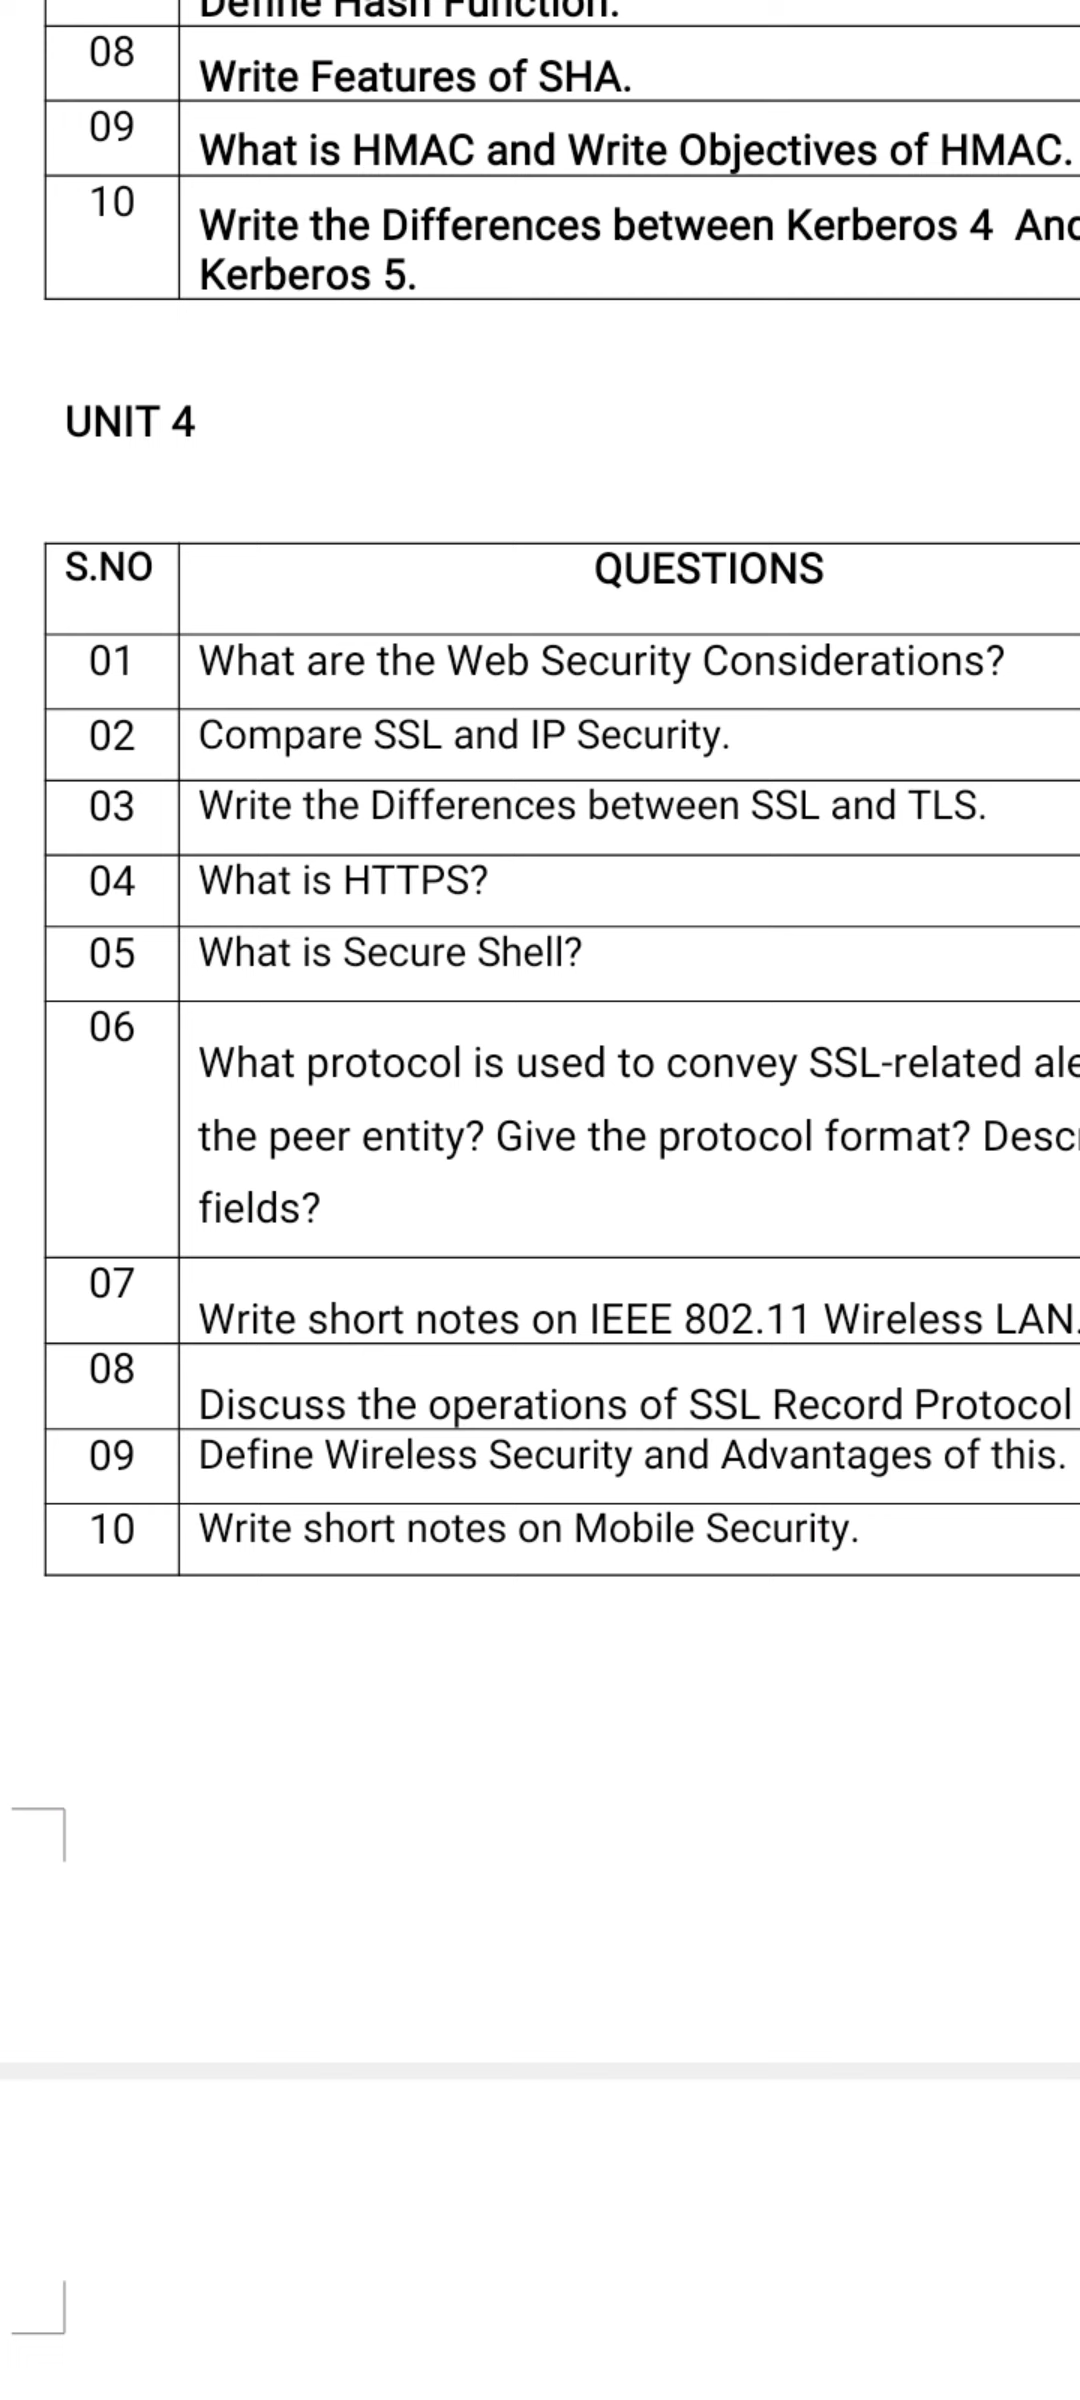 Define Hash Function.
08
Write Features of SHA.
09
What is HMAC and Write Objectives of HMAC.
10
Write the Differences between Kerberos 4 And
Kerberos 5.
UNIT 4
S.NO QUESTIONS
01 What are the Web Security Considerations?
02 Compare SSL and IP Security.
03 Write the Differences between SSL and TLS.
04 What is HTTPS?
05 What is Secure Shell?
06
What protocol is used to convey SSL-related
the peer entity? Give the protocol format?
fields?
07
Write short notes on IEEE 802.11 Wireless LAN.
08
Discuss the operations of SSL Record Protocol
09 Define Wireless Security and Advantages of this.
10 Write short notes on Mobile Security.